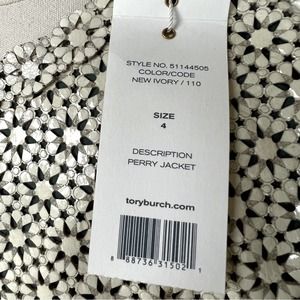 STYLE NO. 51144505
COLOR/CODE
NEW IVORY / 110
SIZE
4
DESCRIPTION
PERRY JACKET
toryburch.com
8 88736 31502 1